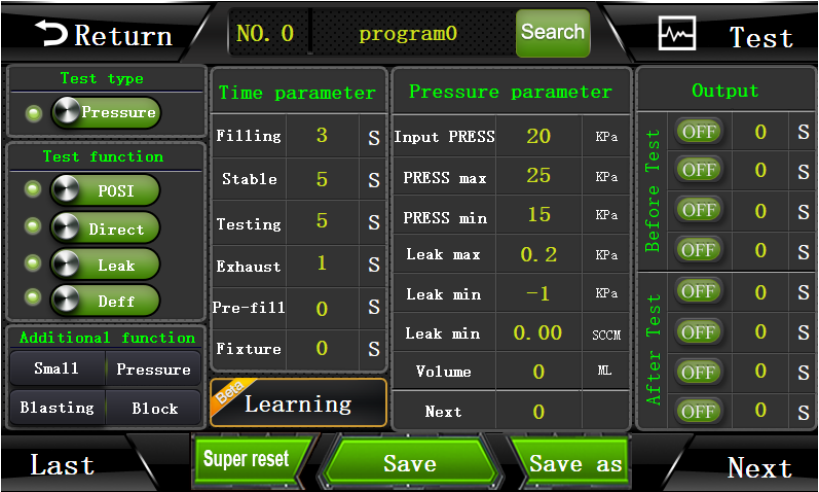 Return NO. 0 program0 Search Test
Test type
Pressure
Test function
POSI
Direct
Leak
Deff
Additional function
Small Pressure
Blasting Block
Time parameter
Filling 3 S
Stable 5 S
Testing 5 S
Exhaust 1 S
Pre-fill 0 S
Fixture 0 S
Beta
Learning
Pressure parameter
Input PRESS 20 KPa
PRESS max 25 KPa
PRESS min 15 KPa
Leak max 0.2 KPa
Leak min -1 KPa
Leak min 0.00 SCCM
Volume 0 ML
Next 0
Output
Before Test
OFF 0 S
OFF 0 S
OFF 0 S
OFF 0 S
After Test
OFF 0 S
OFF 0 S
OFF 0 S
OFF 0 S
Last Super reset Save Save as Next